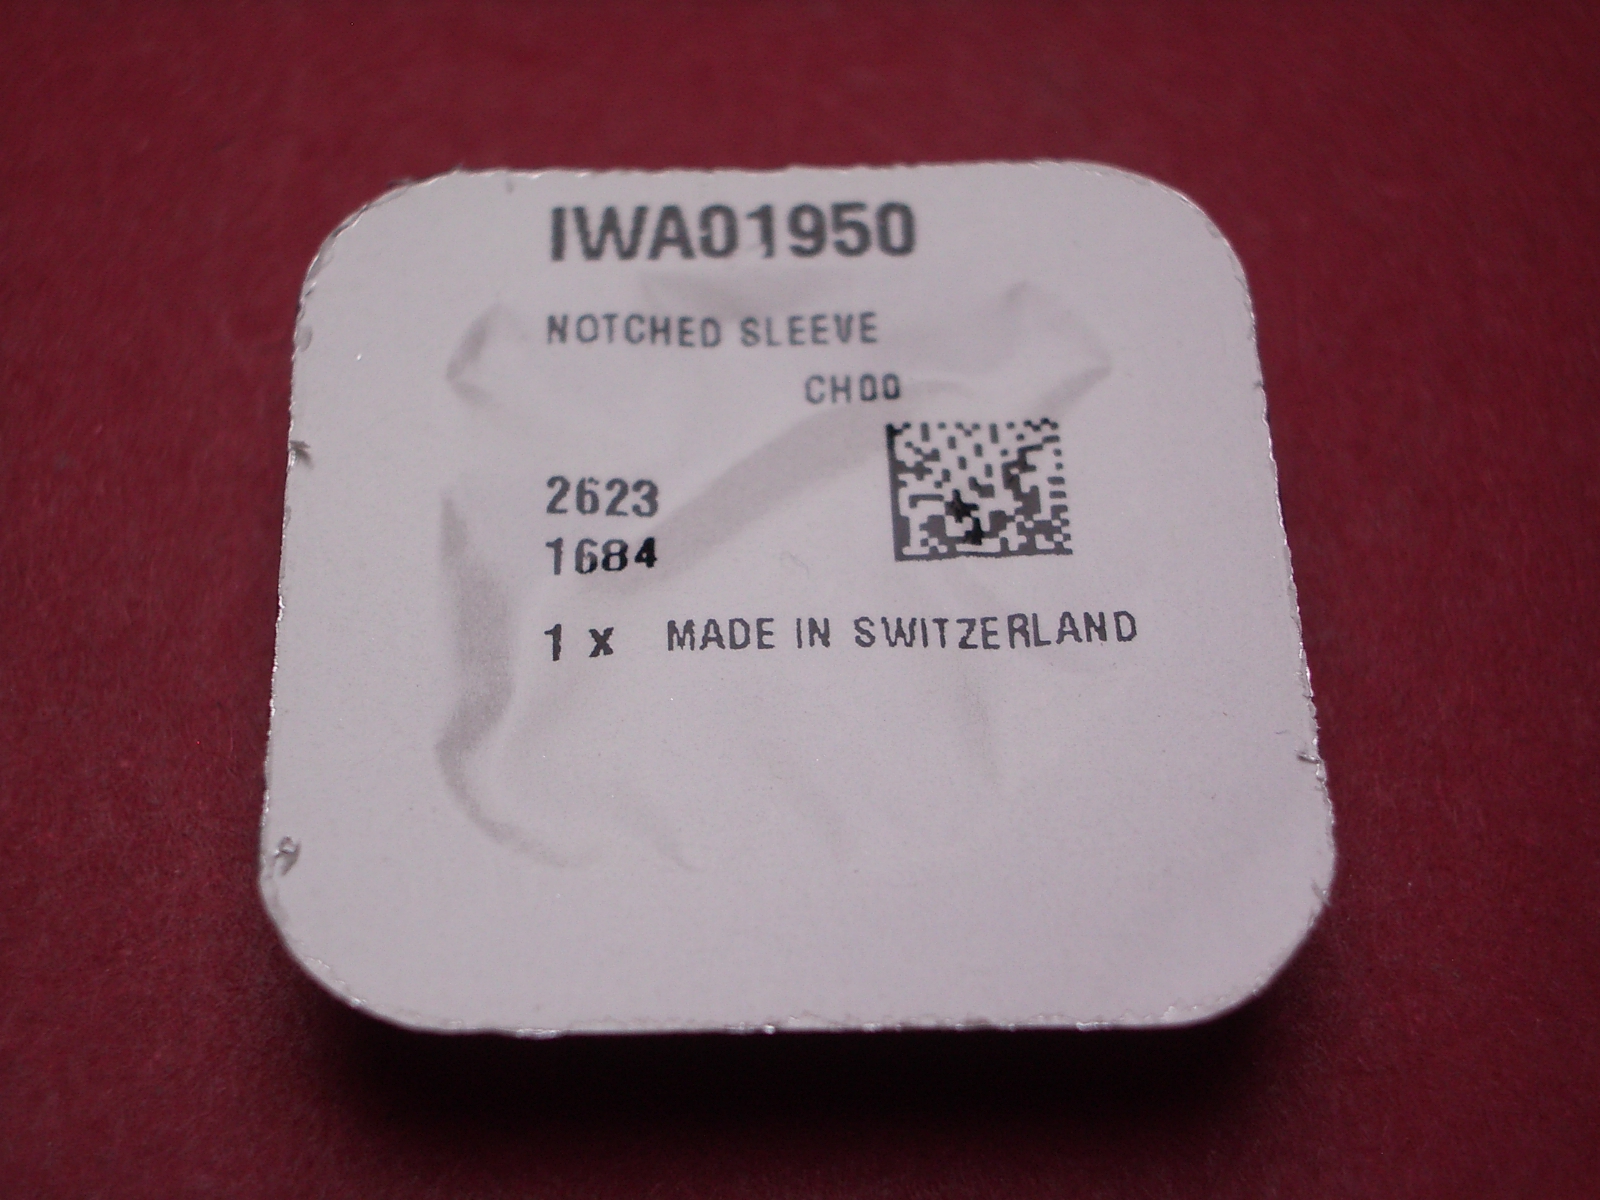 IWA01950
NOTCHED SLEEVE
CH00
2623
1684
1 x MADE IN SWITZERLAND